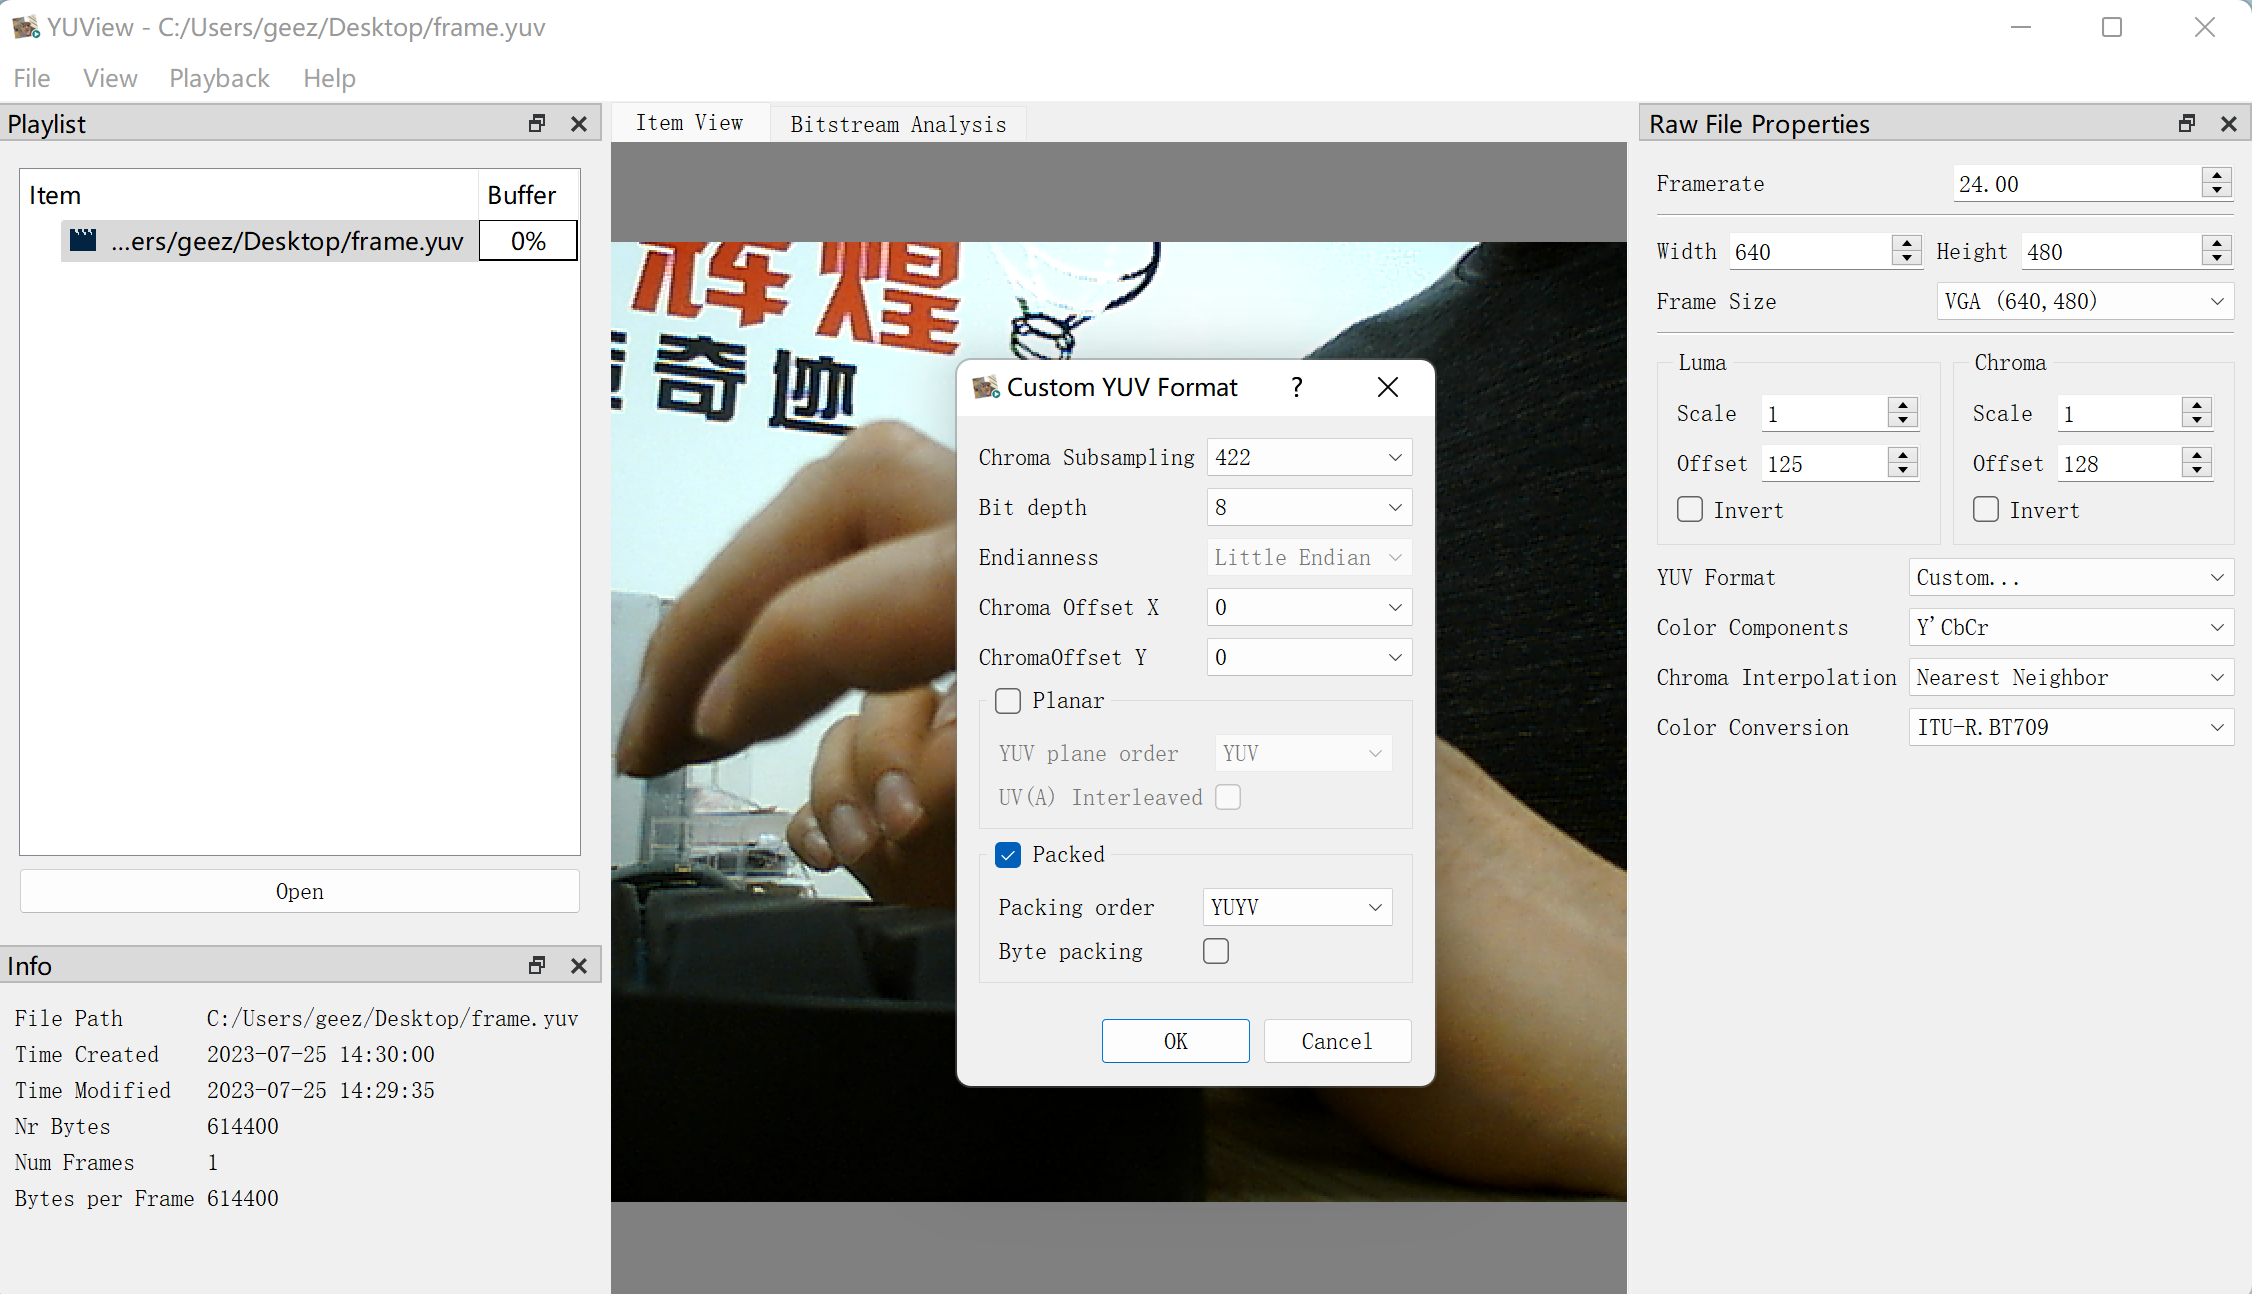 YUView - C:/Users/geez/Desktop/frame.yuv
File View Playback Help
Playlist
Item Buffer
...ers/geez/Desktop/frame.yuv 0%
Open
Info
File Path C:/Users/geez/Desktop/frame.yuv
Time Created 2023-07-25 14:30:00
Time Modified 2023-07-25 14:29:35
Nr Bytes 614400
Num Frames 1
Bytes per Frame 614400
Item View Bitstream Analysis
辉煌
奇迹
Custom YUV Format ?
Chroma Subsampling 422
Bit depth 8
Endianness Little Endian
Chroma Offset X 0
ChromaOffset Y 0
Planar
YUV plane order YUV
UV(A) Interleaved
Packed
Packing order YUYV
Byte packing
OK Cancel
Raw File Properties
Framerate 24.00
Width 640 Height 480
Frame Size VGA (640,480)
Luma Chroma
Scale 1 Scale 1
Offset 125 Offset 128
Invert Invert
YUV Format Custom...
Color Components Y'CbCr
Chroma Interpolation Nearest Neighbor
Color Conversion ITU-R.BT709